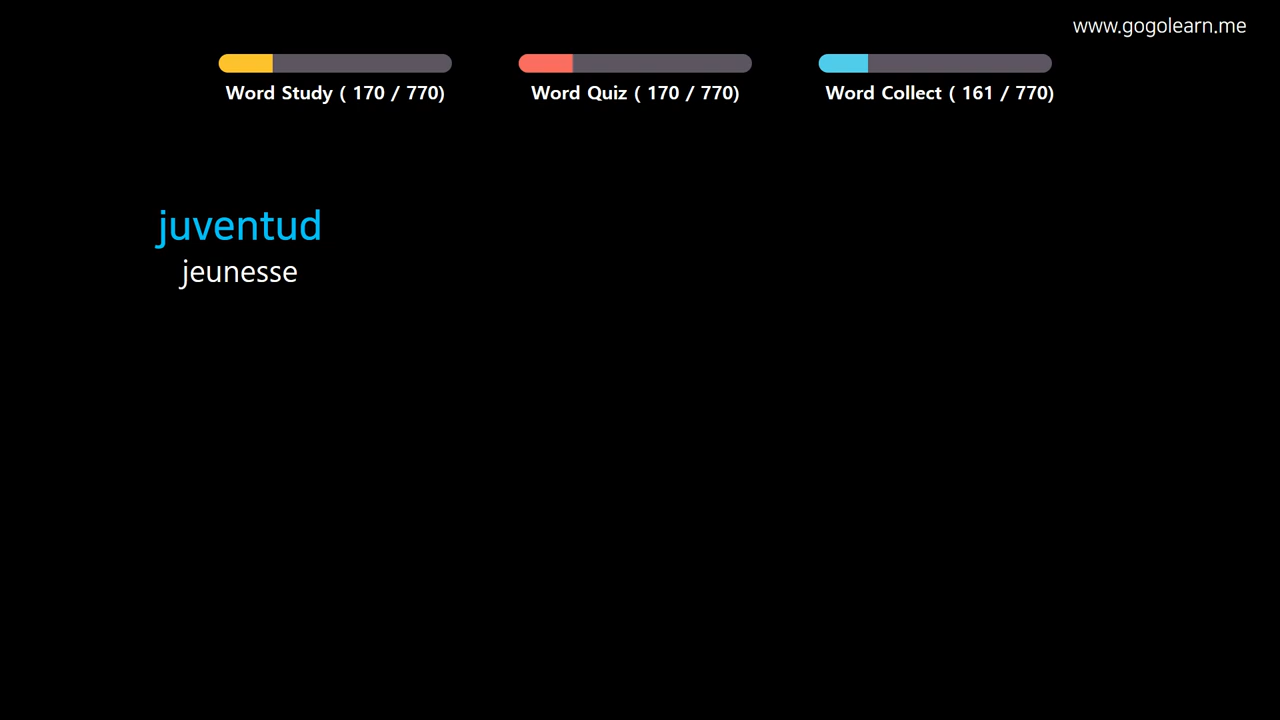 www.gogolearn.me
Word Study ( 170 / 770)
Word Quiz ( 170 / 770)
Word Collect ( 161 / 770)
juventud
jeunesse